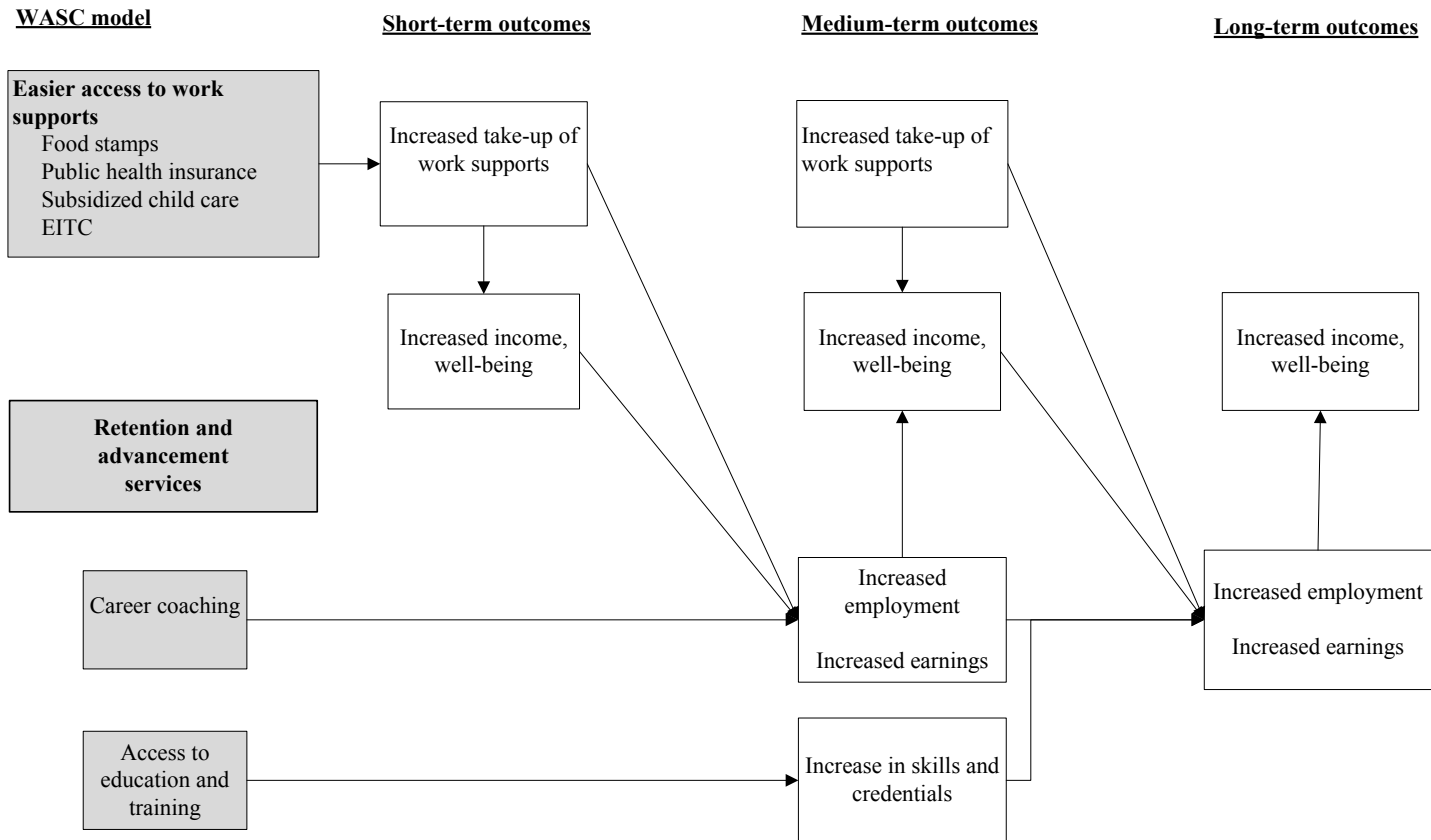 WASC model
Short-term outcomes
Medium-term outcomes
Long-term outcomes
Easier access to work
supports
Food stamps
Public health insurance
Subsidized child care
EITC
Increased take-up of
work supports
Increased take-up of
work supports
Increased income,
well-being
Increased income,
well-being
Increased income,
well-being
Retention and
advancement
services
Career coaching
Increased
employment
Increased earnings
Increased employment
Increased earnings
Access to
education and
training
Increase in skills and
credentials